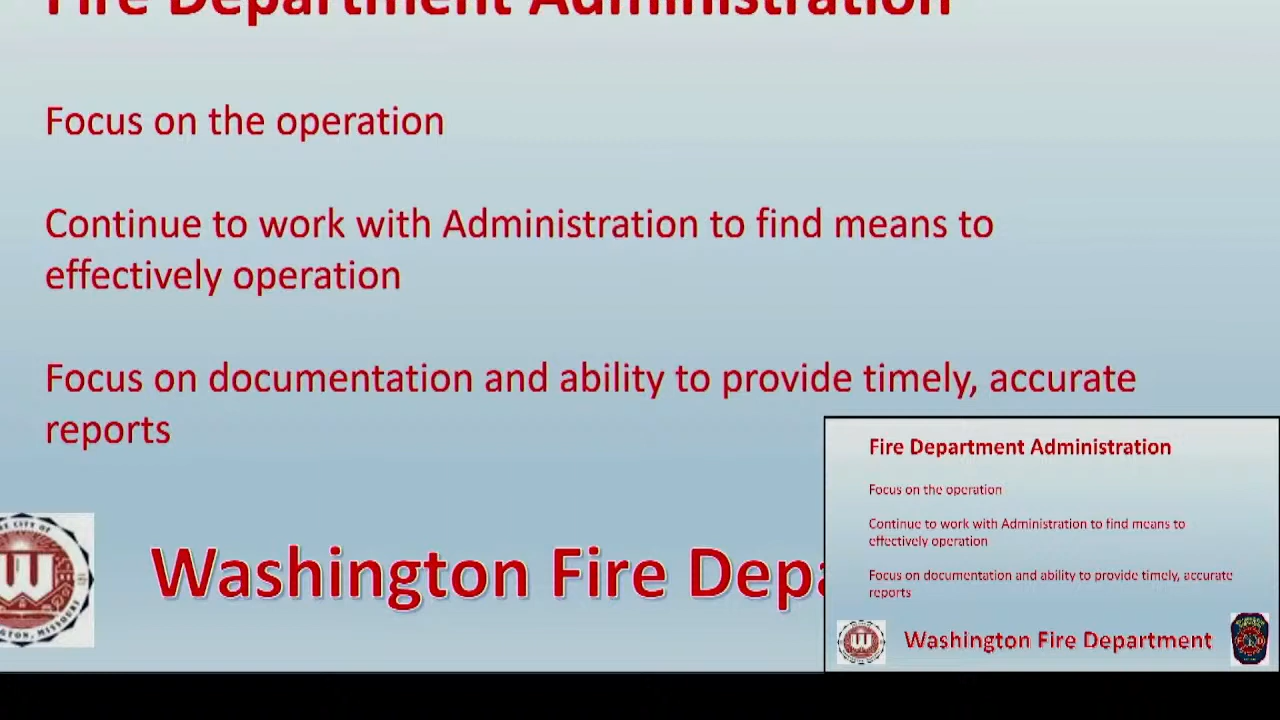 Fire Department Administration
Focus on the operation
Continue to work with Administration to find means to
effectively operation
Focus on documentation and ability to provide timely, accurate
reports
Washington Fire Depa
Fire Department Administration
Focus on the operation
Continue to work with Administration to find means to
effectively operation
Focus on documentation and ability to provide timely, accurate
reports
W
Washington Fire Department